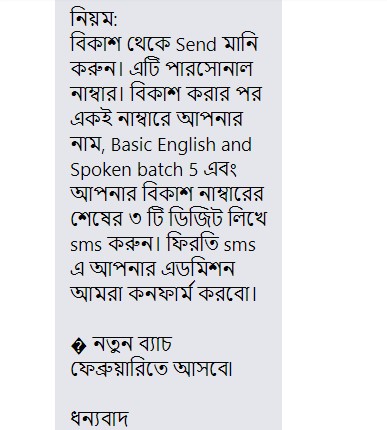 নিয়ম:
বিকাশ থেকে Send মানি
করুন। এটি পারসোনাল
নাম্বার। বিকাশ করার পর
একই নাম্বারে আপনার
নাম, Basic English and
Spoken batch 5 এবং
আপনার বিকাশ নাম্বারের
শেষের ৩ টি ডিজিট লিখে
sms করুন। ফিরতি sms
এ আপনার এডমিশন
আমরা কনফার্ম করবো।
� নতুন ব্যাচ
ফেব্রুয়ারিতে আসবে৷
ধন্যবাদ